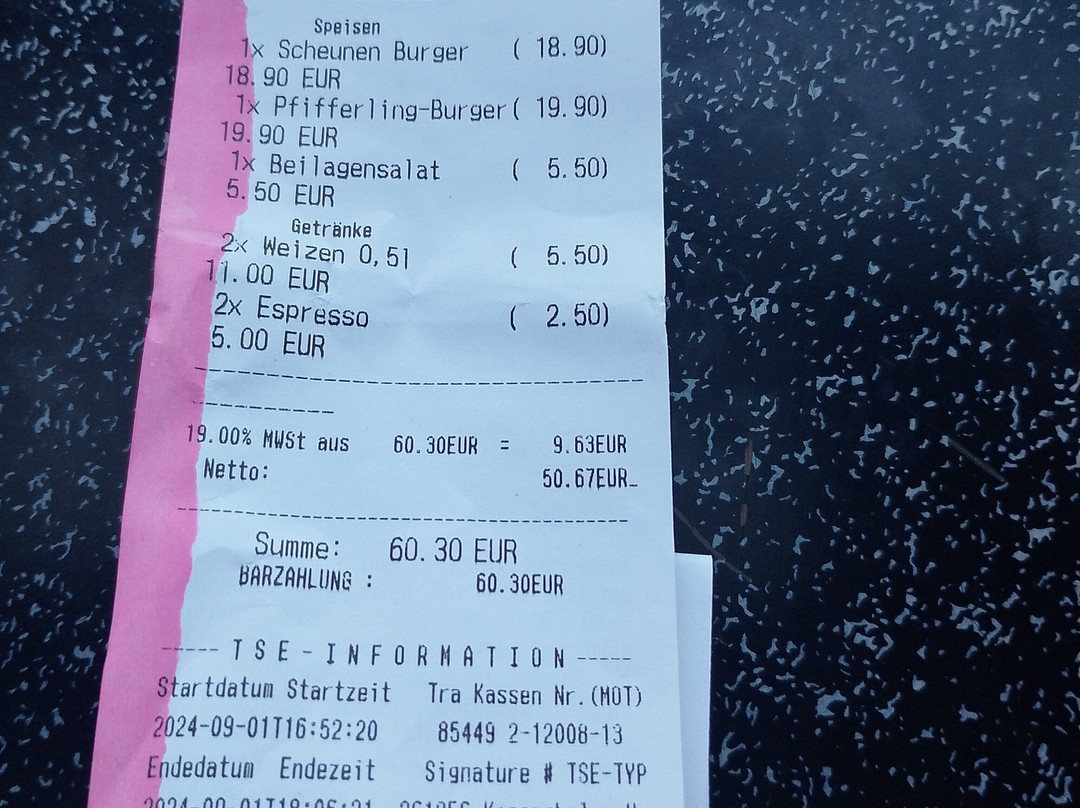 Speisen
1x Scheunen Burger ( 18.90)
18.90 EUR
1x Pfifferling-Burger( 19.90)
19.90 EUR
1x Beilagensalat ( 5.50)
5.50 EUR
Getränke
2x Weizen 0,5l ( 5.50)
11.00 EUR
2x Espresso ( 2.50)
5.00 EUR
--------------------------------------
------------
19.00% MWSt aus 60.30EUR = 9.63EUR
Netto: 50.67EUR_
--------------------------------------
Summe: 60.30 EUR
BARZAHLUNG : 60.30EUR
----- T S E - I N F O R M A T I O N -----
Startdatum Startzeit Tra Kassen Nr.(MOT)
2024-09-01T16:52:20 85449 2-12008-13
Endedatum Endezeit Signature # TSE-TYP